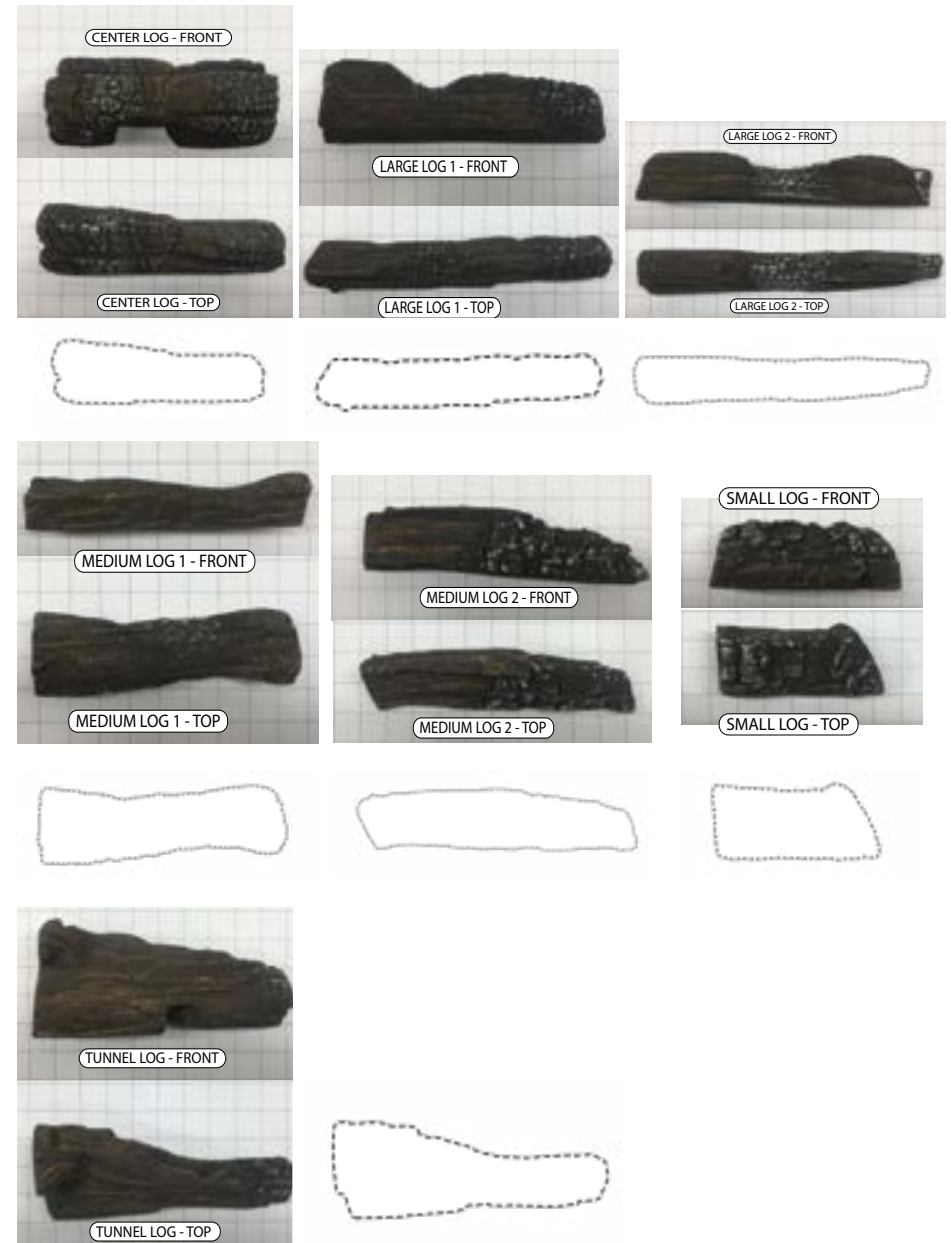 CENTER LOG - FRONT
CENTER LOG - TOP
LARGE LOG 1 - FRONT
LARGE LOG 1 - TOP
LARGE LOG 2 - FRONT
LARGE LOG 2 - TOP
MEDIUM LOG 1 - FRONT
MEDIUM LOG 1 - TOP
MEDIUM LOG 2 - FRONT
MEDIUM LOG 2 - TOP
SMALL LOG - FRONT
SMALL LOG - TOP
TUNNEL LOG - FRONT
TUNNEL LOG - TOP